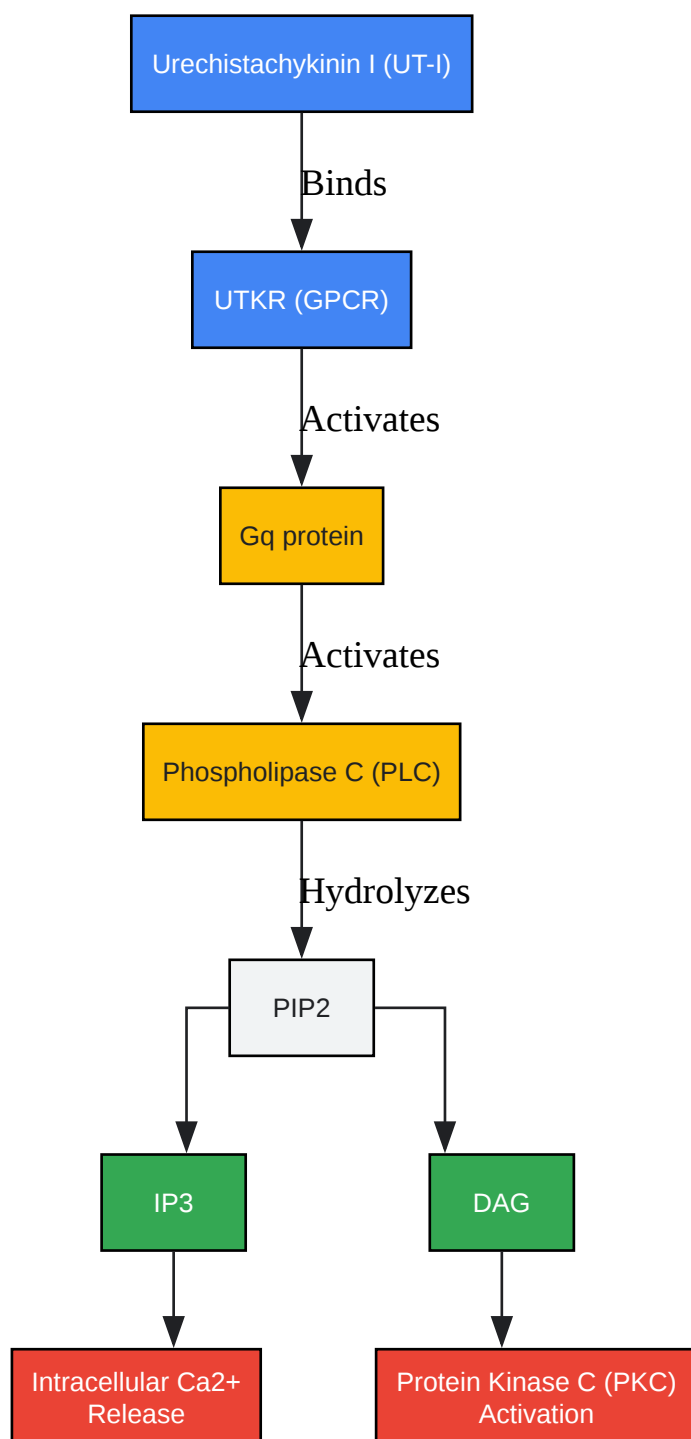 Urechistachykinin I (UT-I)
Binds
UTKR (GPCR)
Activates
Gq protein
Activates
Phospholipase C (PLC)
Hydrolyzes
PIP2
IP3
DAG
Intracellular Ca2+
Release
Protein Kinase C (PKC)
Activation